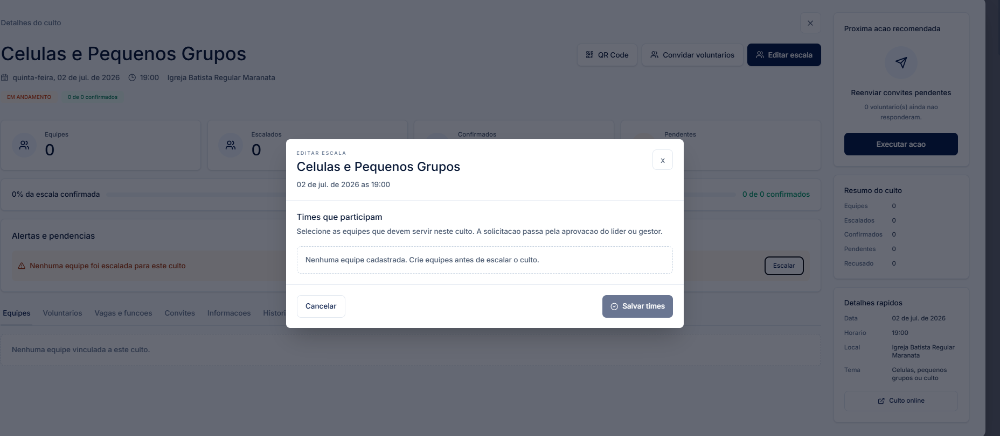 Detalhes do culto
Celulas e Pequenos Grupos
QR Code
Convidar voluntarios
Editar escala
quinta-feira, 02 de jul. de 2026
19:00
Igreja Batista Regular Maranata
EM ANDAMENTO
0 de 0 confirmados
Equipes
0
Escalados
0
Confirmados
Pendentes
0% da escala confirmada
0 de 0 confirmados
Alertas e pendencias
Nenhuma equipe foi escalada para este culto
Escalar
Equipes
Voluntarios
Vagas e funcoes
Convites
Informacoes
Histori
Nenhuma equipe vinculada a este culto.
EDITAR ESCALA
Celulas e Pequenos Grupos
02 de jul. de 2026 as 19:00
X
Times que participam
Selecione as equipes que devem servir neste culto. A solicitacao passa pela aprovacao do lider ou gestor.
Nenhuma equipe cadastrada. Crie equipes antes de escalar o culto.
Cancelar
Salvar times
Proxima acao recomendada
Reenviar convites pendentes
0 voluntario(s) ainda nao
responderam.
Executar acao
Resumo do culto
Equipes 0
Escalados 0
Confirmados 0
Pendentes 0
Recusado 0
Detalhes rapidos
Data 02 de jul. de 2026
Horario 19:00
Local Igreja Batista Regular
Maranata
Tema Celulas, pequenos
grupos ou culto
Culto online